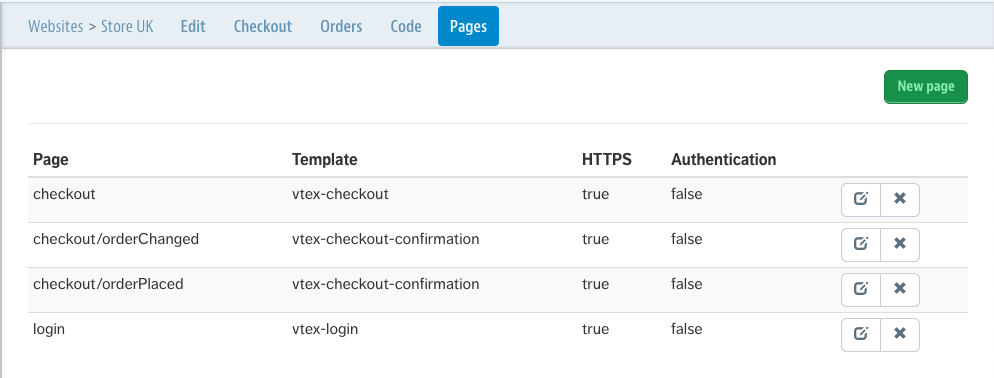 Websites > Store UK Edit Checkout Orders Code Pages
New page
Page Template HTTPS Authentication
checkout vtex-checkout true false
checkout/orderChanged vtex-checkout-confirmation true false
checkout/orderPlaced vtex-checkout-confirmation true false
login vtex-login true false